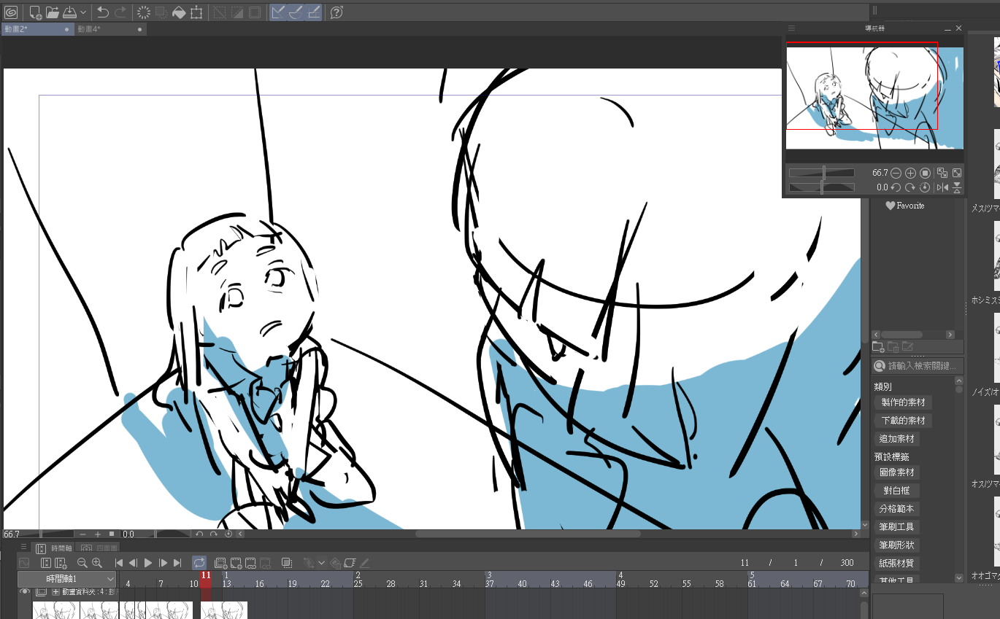 動畫2*
動畫4*
導航器
66.7
0.0
Favorite
メス/ツマ
ホシミス
ノイズ/オ
オス/ツマ
オオゴマ
請輸入検索關鍵...
類別
製作的素材
下載的素材
追加素材
預設標籤
圖像素材
對白框
分格範本
筆刷工具
筆刷形狀
紙張材質
其他工具
66.7
0.0
時間軸
四面圖
11 / 1 / 300
時間軸1
11 1 2 3 4 5
4 7 10 13 16 19 22 25 28 31 34 37 40 43 46 49 52 55 58 61 64 67 70
動畫資料夾 : 4 : 影